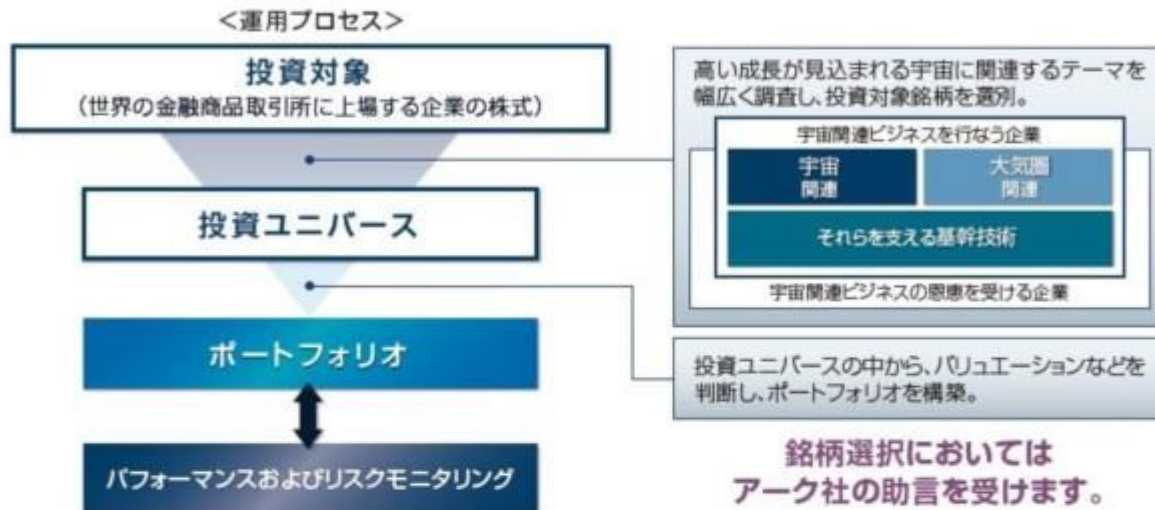 ＜運用プロセス＞
投資対象
（世界の金融商品取引所に上場する企業の株式）
投資ユニバース
ポートフォリオ
パフォーマンスおよびリスクモニタリング
高い成長が見込まれる宇宙に関連するテーマを
幅広く調査し、投資対象銘柄を選別。
宇宙関連ビジネスを行なう企業
宇宙
関連
大気圏
関連
それらを支える基幹技術
宇宙関連ビジネスの恩恵を受ける企業
投資ユニバースの中から、バリュエーションなどを
判断し、ポートフォリオを構築。
銘柄選択においては
アーク社の助言を受けます。